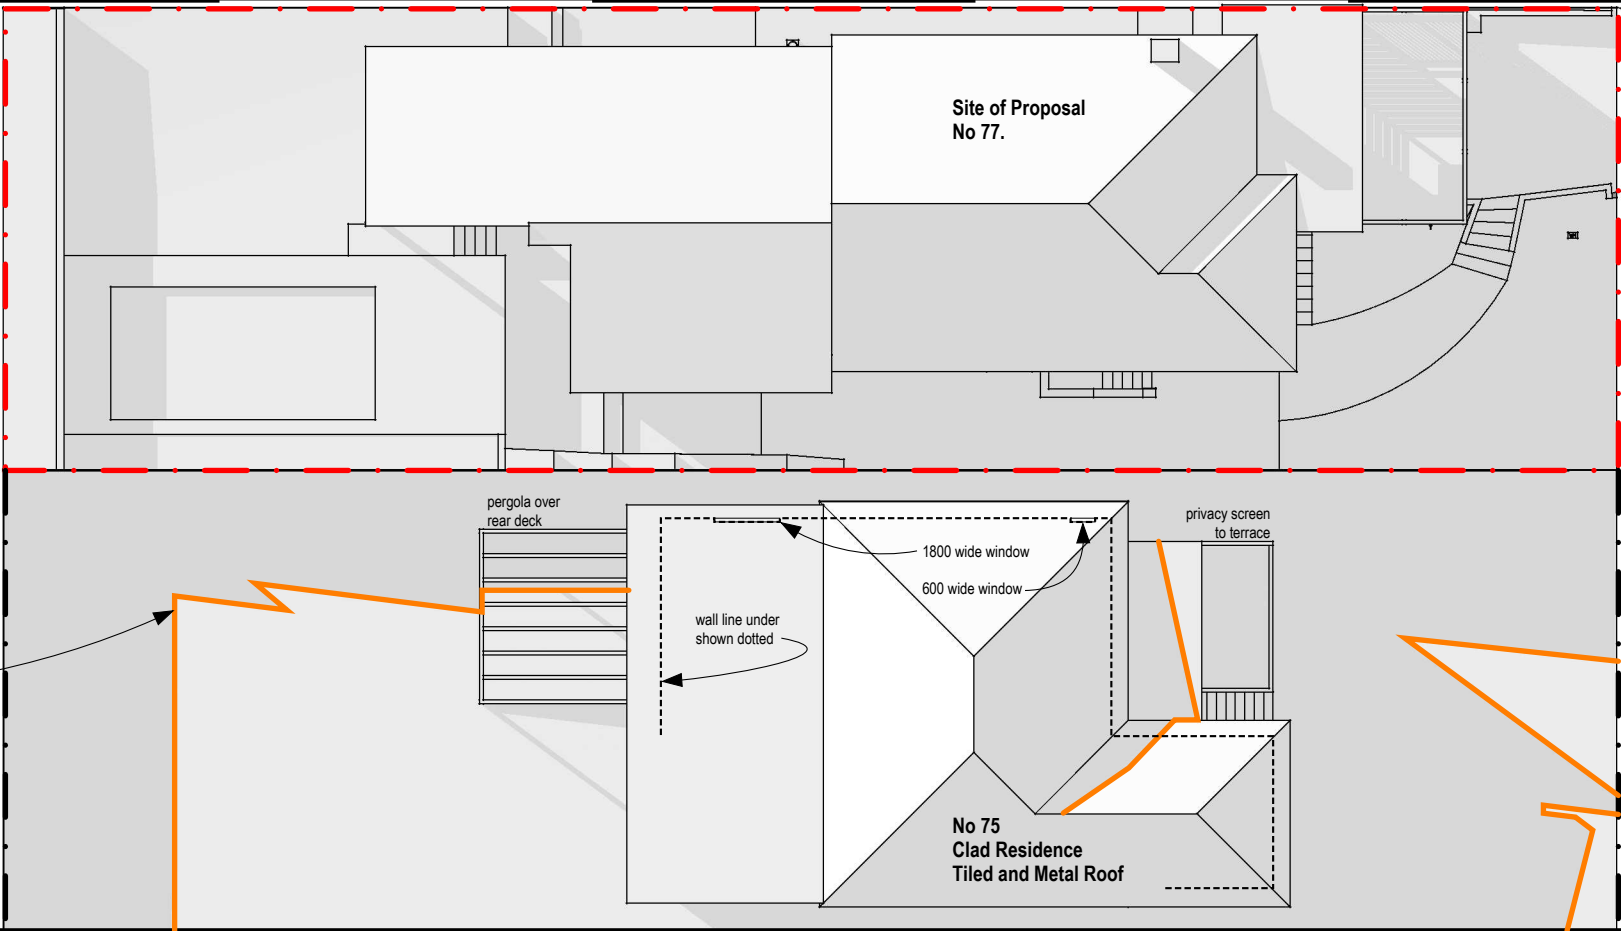 Site of Proposal
No 77.
pergola over
rear deck
privacy screen
to terrace
1800 wide window
600 wide window
wall line under
shown dotted
No 75
Clad Residence
Tiled and Metal Roof